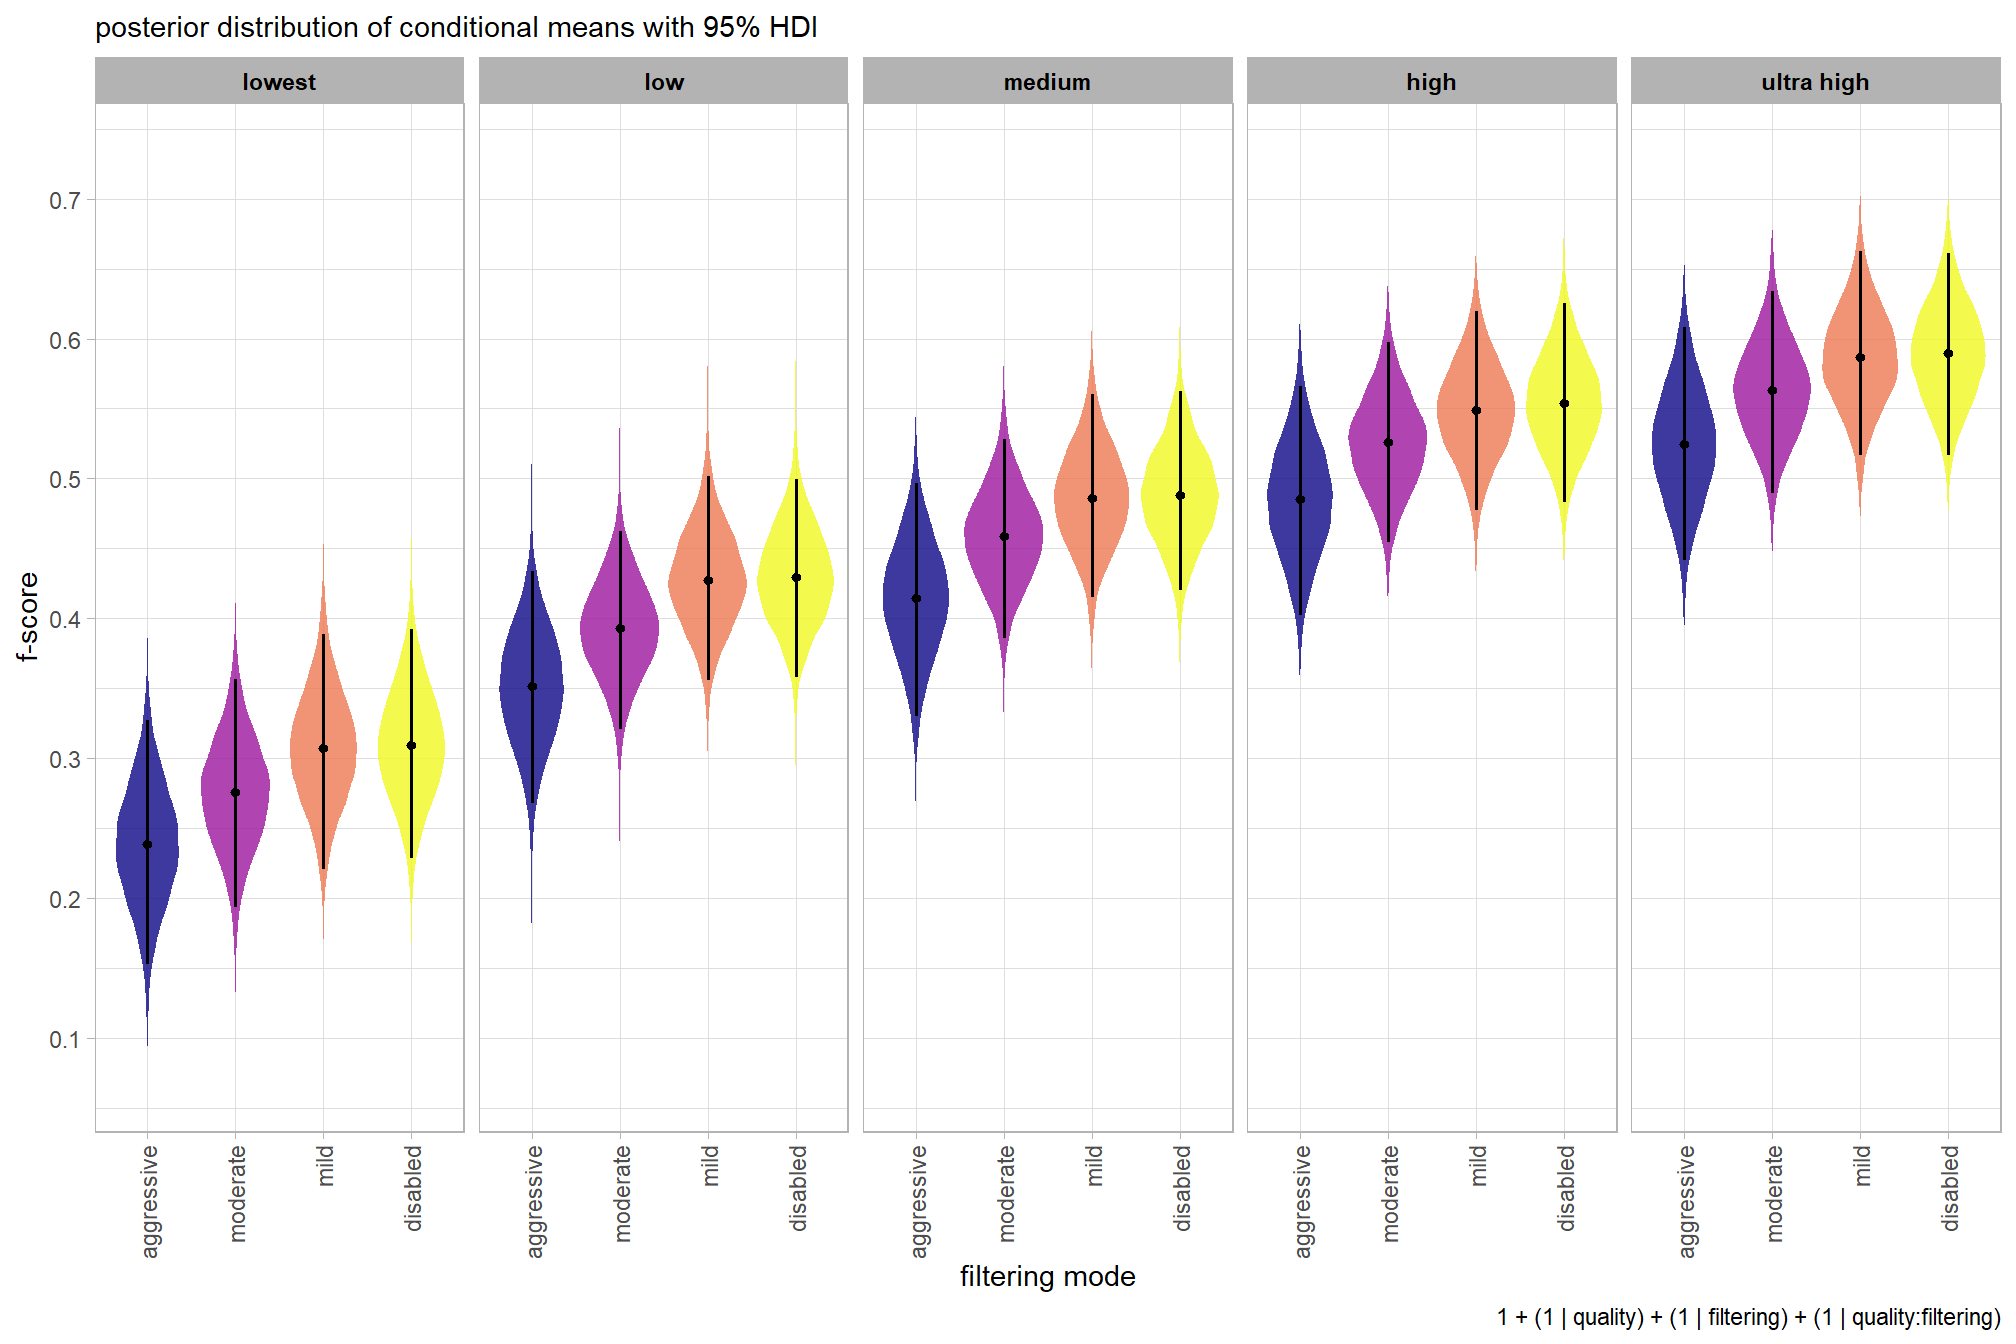 posterior distribution of conditional means with 95% HDI
lowest low medium high ultra high
f-score
0.7
0.6
0.5
0.4
0.3
0.2
0.1
aggressive moderate mild disabled aggressive moderate mild disabled aggressive moderate mild disabled aggressive moderate mild disabled aggressive moderate mild disabled
filtering mode
1 + (1 | quality) + (1 | filtering) + (1 | quality:filtering)